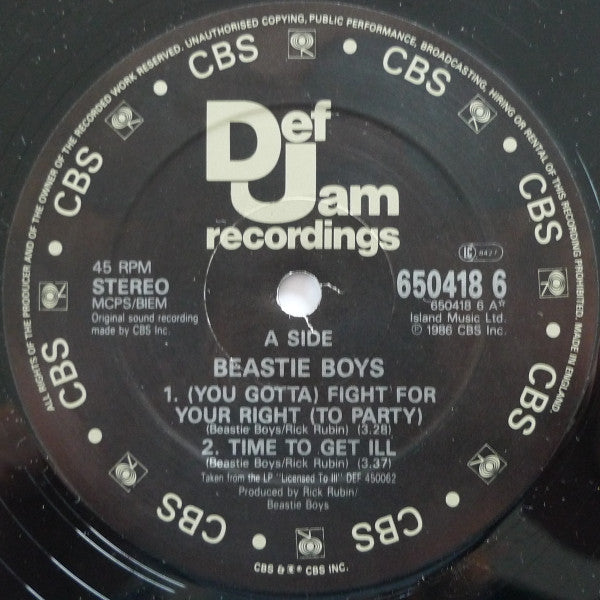 ALL RIGHTS OF THE PRODUCER AND OF THE OWNER OF THE RECORDED WORK RESERVED. UNAUTHORISED COPYING, PUBLIC PERFORMANCE, BROADCASTING, HIRING OR RENTAL OF THIS RECORDING PROHIBITED. MADE IN ENGLAND
CBS • CBS • CBS • CBS • CBS • CBS • CBS • CBS
Def
Jam
recordings
LC 8427
45 RPM
STEREO
MCPS/BIEM
Original sound recording
made by CBS Inc.
650418 6
650418 6 A
Island Music Ltd.
℗ 1986 CBS Inc.
A SIDE
BEASTIE BOYS
1. (YOU GOTTA) FIGHT FOR
YOUR RIGHT (TO PARTY)
(Beastie Boys/Rick Rubin) (3.28)
2. TIME TO GET ILL
(Beastie Boys/Rick Rubin) (3.37)
Taken from the LP "Licensed To Ill" DEF 450062
Produced by Rick Rubin/
Beastie Boys
CBS & ® CBS INC.